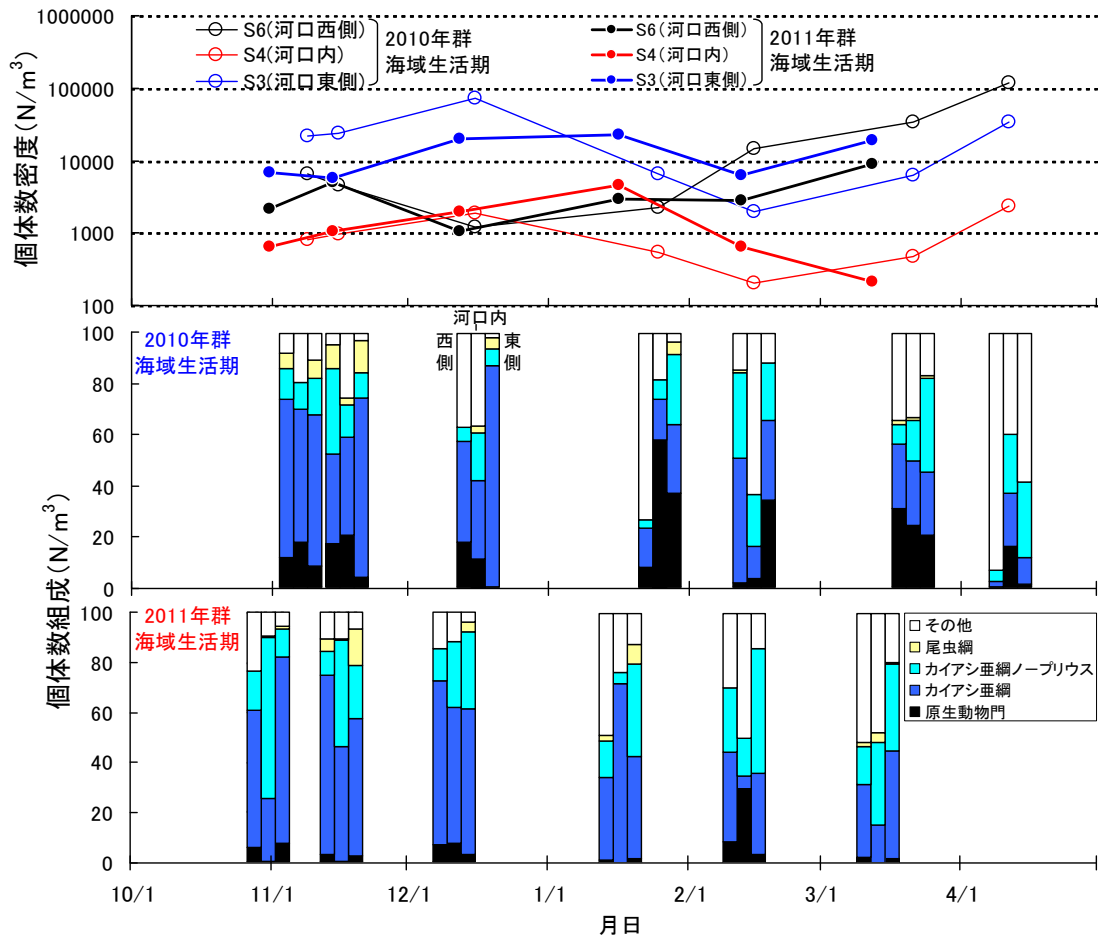 1000000
100000
10000
1000
100
個体数密度(N/m³)
S6(河口西側)
S4(河口内)
S3(河口東側)
2010年群
海域生活期
S6(河口西側)
S4(河口内)
S3(河口東側)
2011年群
海域生活期
100
80
60
40
20
0
2010年群
海域生活期
西側
河口内
東側
個体数組成(N/m³)
100
80
60
40
20
0
2011年群
海域生活期
その他
尾虫綱
カイアシ亜綱ノープリウス
カイアシ亜綱
原生動物門
10/1
11/1
12/1
1/1
2/1
3/1
4/1
月日